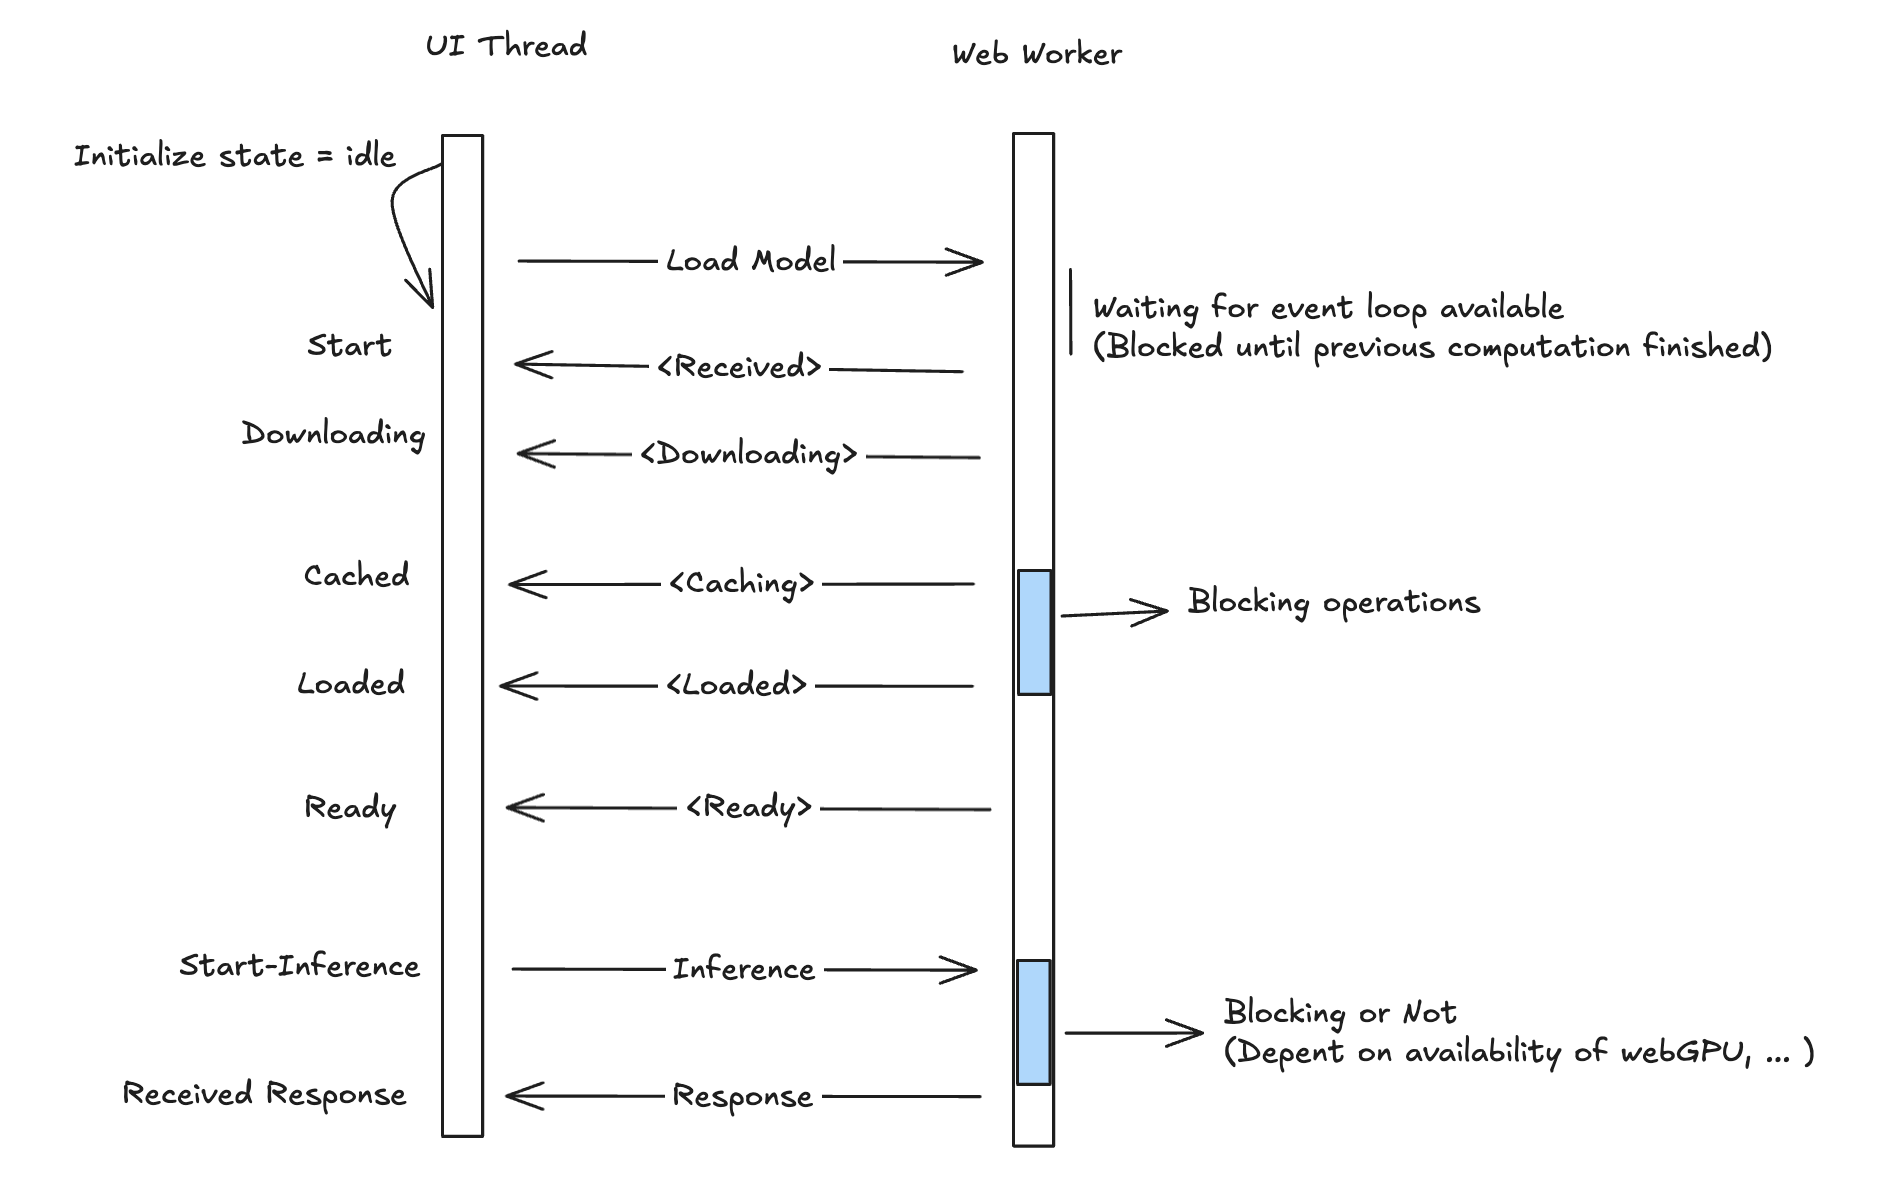 UI Thread
Web Worker
Initialize state = idle
Load Model
Waiting for event loop available
(Blocked until previous computation finished)
Start
<Received>
Downloading
<Downloading>
Cached
<Caching>
Blocking operations
Loaded
<Loaded>
Ready
<Ready>
Start-Inference
Inference
Blocking or Not
(Depent on availability of webGPU, ... )
Received Response
Response